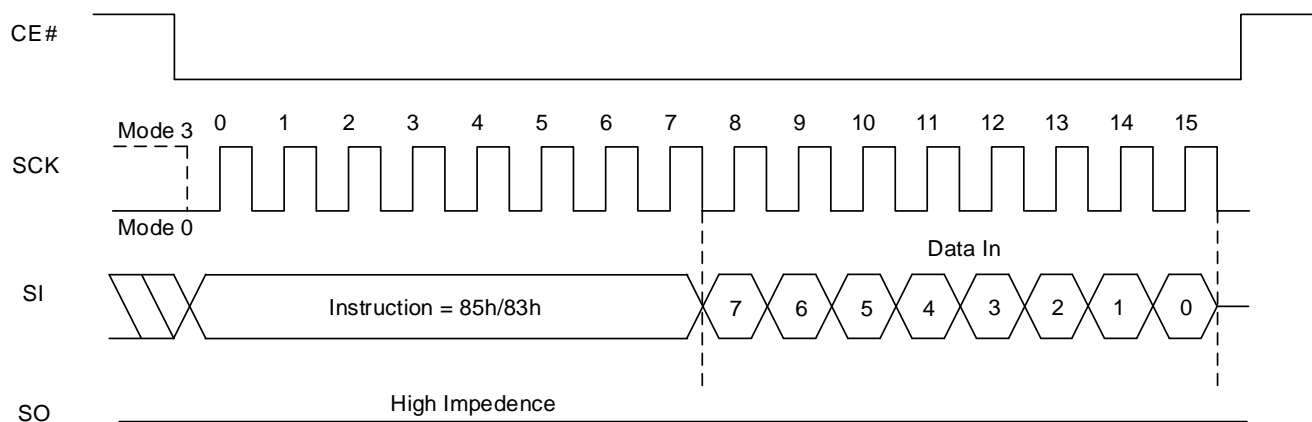 CE#
0 1 2 3 4 5 6 7 8 9 10 11 12 13 14 15
Mode 3
SCK
Mode 0
Data In
SI
Instruction = 85h/83h
7 6 5 4 3 2 1 0
High Impedence
SO